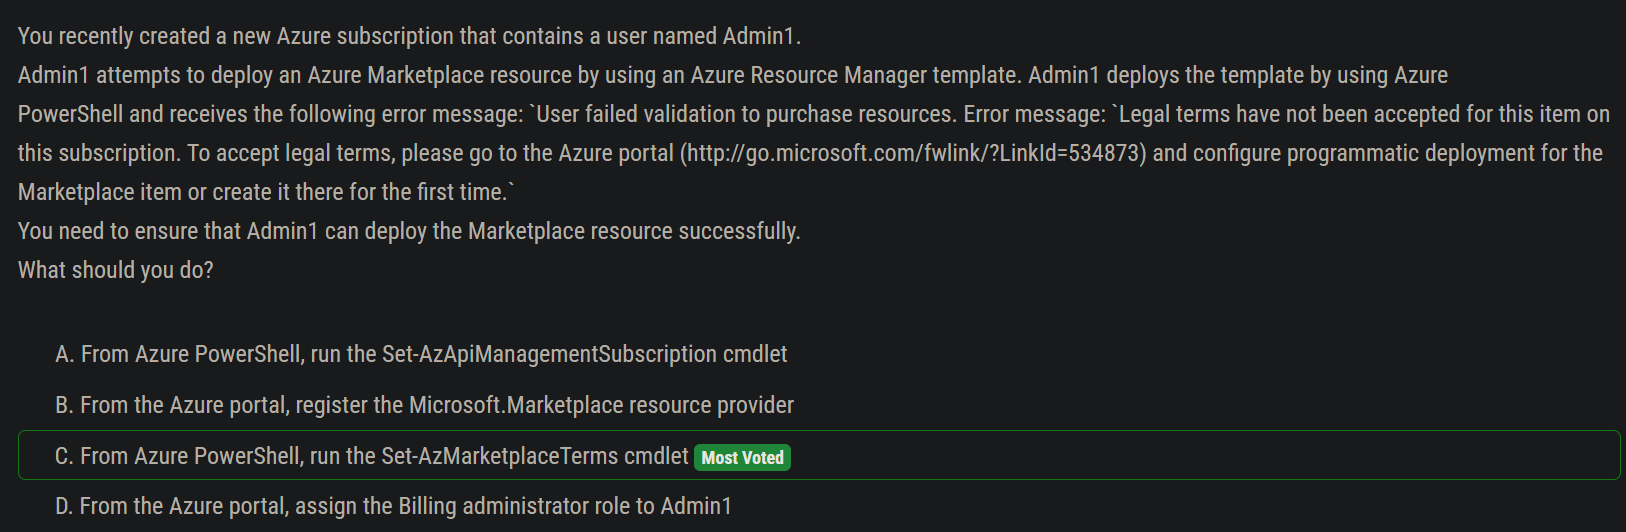 You recently created a new Azure subscription that contains a user named Admin1.
Admin1 attempts to deploy an Azure Marketplace resource by using an Azure Resource Manager template. Admin1 deploys the template by using Azure
PowerShell and receives the following error message: `User failed validation to purchase resources. Error message: `Legal terms have not been accepted for this item on
this subscription. To accept legal terms, please go to the Azure portal (http://go.microsoft.com/fwlink/?LinkId=534873) and configure programmatic deployment for the
Marketplace item or create it there for the first time.`
You need to ensure that Admin1 can deploy the Marketplace resource successfully.
What should you do?
A. From Azure PowerShell, run the Set-AzApiManagementSubscription cmdlet
B. From the Azure portal, register the Microsoft.Marketplace resource provider
C. From Azure PowerShell, run the Set-AzMarketplaceTerms cmdlet Most Voted
D. From the Azure portal, assign the Billing administrator role to Admin1